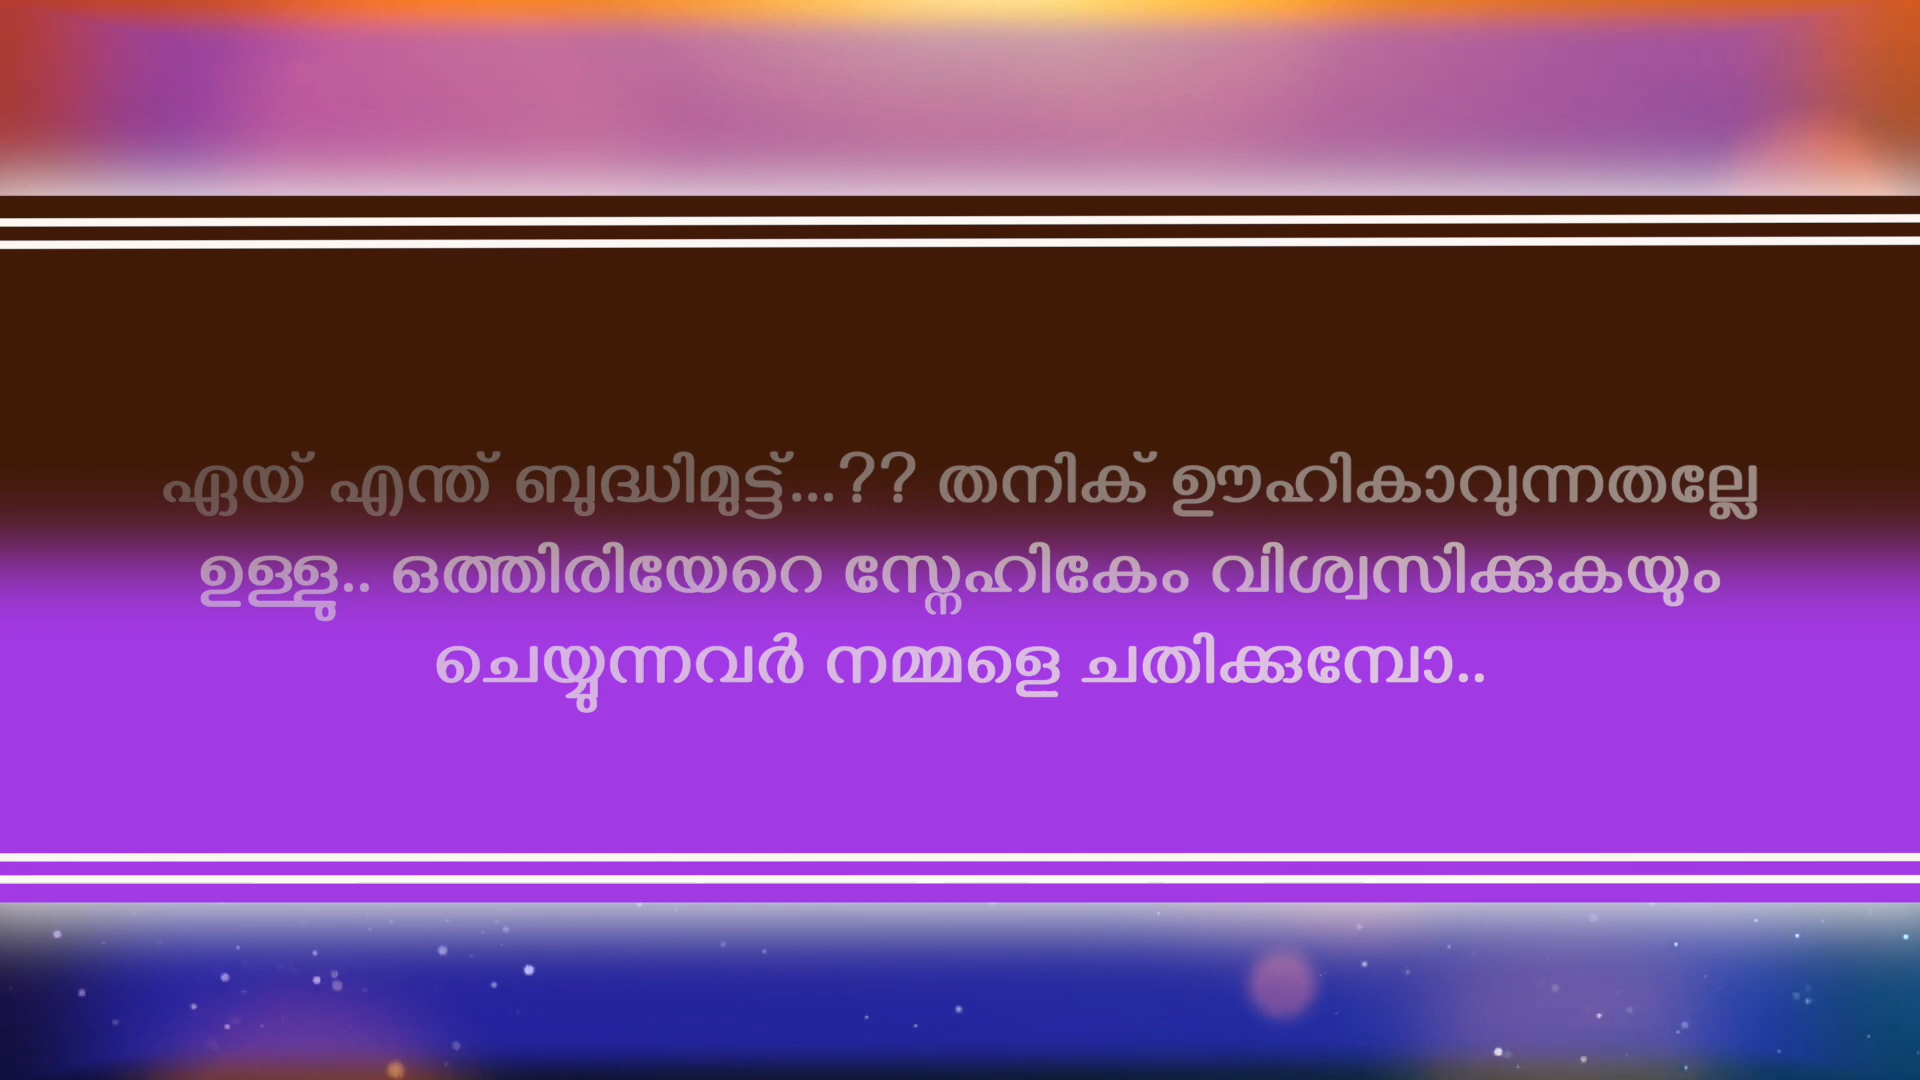 ഏയ് എന്ത് ബുദ്ധിമുട്ട്...?? തനിക് ഊഹികാവുന്നതല്ലേ
ഉള്ളു.. ഒത്തിരിയേറെ സ്നേഹികേം വിശ്വസിക്കുകയും
ചെയ്യുന്നവർ നമ്മളെ ചതിക്കുമ്പോ..